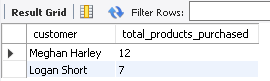 Result Grid Filter Rows:
customer total_products_purchased
Meghan Harley 12
Logan Short 7